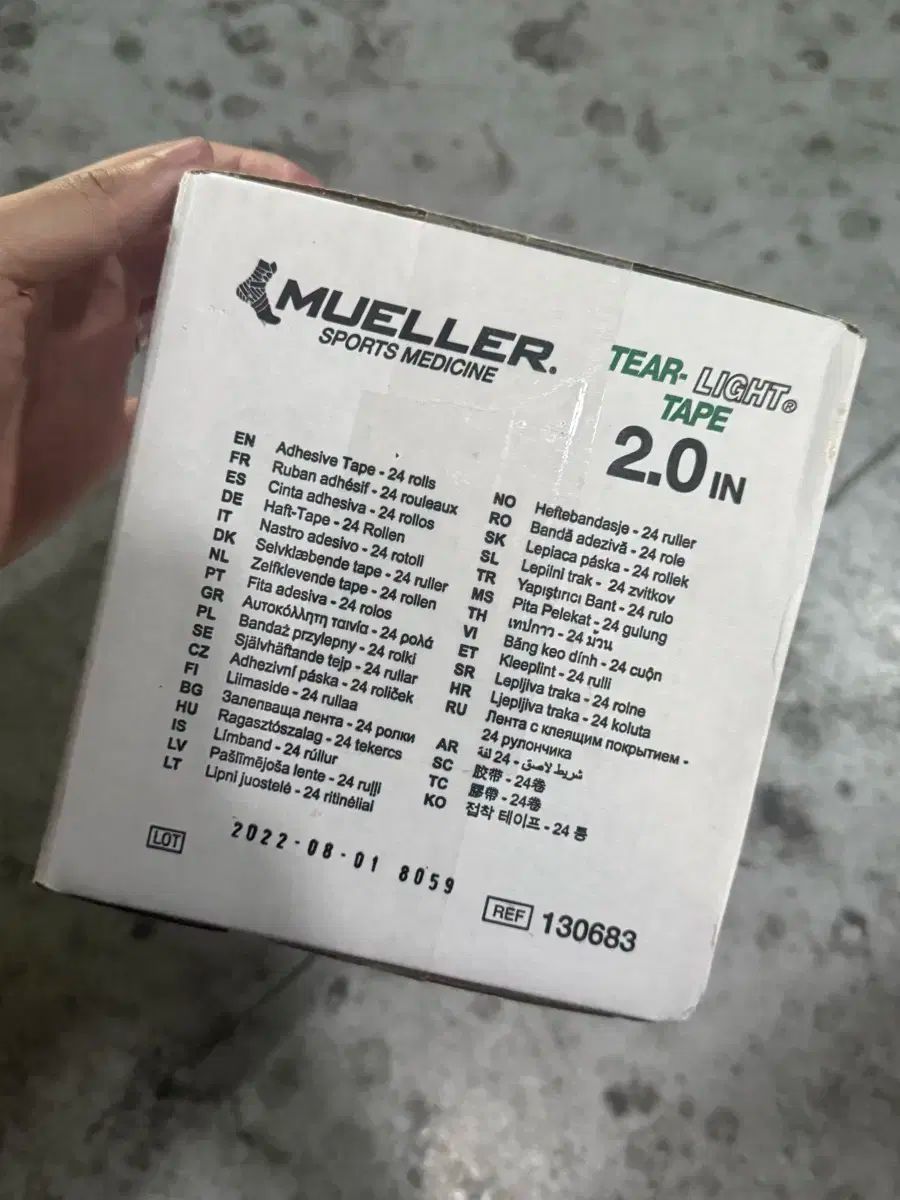 MUELLER®
SPORTS MEDICINE
TEAR-LIGHT®
TAPE
2.0 IN
EN Adhesive Tape - 24 rolls
FR Ruban adhésif - 24 rouleaux
ES Cinta adhesiva - 24 rollos
DE Haft-Tape - 24 Rollen
IT Nastro adesivo - 24 rotoli
DK Selvklæbende tape - 24 ruller
NL Zelfklevende tape - 24 rollen
PT Fita adesiva - 24 rolos
GR Αυτοκόλλητη ταινία - 24 ρολά
PL Bandaż przylepny - 24 rolki
SE Självhäftande tejp - 24 rullar
CZ Adhezivní páska - 24 roliček
FI Liimaside - 24 rullaa
BG Залепваща лента - 24 ролки
HU Ragasztószalag - 24 tekercs
IS Límband - 24 rúllur
LV Pašlīmējoša lente - 24 ruļļi
LT Lipni juostelė - 24 ritinėliai
NO Heftebandasje - 24 ruller
RO Bandă adezivă - 24 role
SK Lepiaca páska - 24 roliek
SL Lepilni trak - 24 zvitkov
TR Yapıştırıcı Bant - 24 rulo
MS Pita Pelekat - 24 gulung
TH เทปกาว - 24 ม้วน
VI Băng keo dính - 24 cuộn
ET Kleeplint - 24 rulli
SR Lepljiva traka - 24 rolne
HR Ljepljiva traka - 24 koluta
RU Лента с клеящим покрытием -
24 рулончика
AR شريط لاصق - 24 لفة
SC 胶带 - 24卷
TC 膠帶 - 24卷
KO 접착 테이프 - 24 롤
LOT 2022-08-01 8059
REF 130683